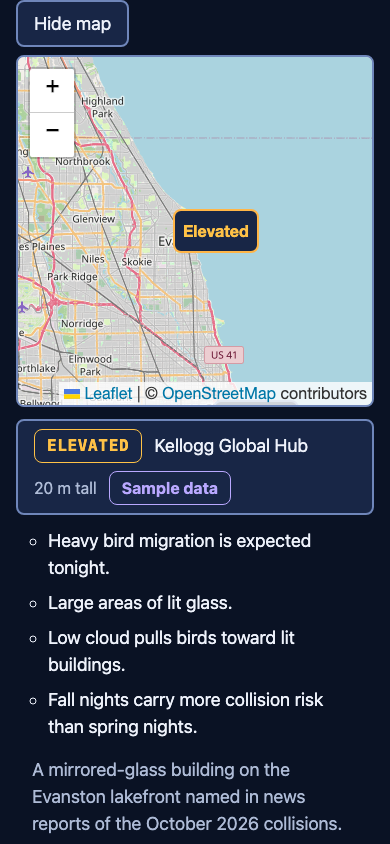 Hide map
+
−
Highland
Park
Northbrook
Glenview
Elevated
Niles
Skokie
Park Ridge
Norridge
US 41
Elmwood
Park
Leaflet | © OpenStreetMap contributors
ELEVATED Kellogg Global Hub
20 m tall Sample data
Heavy bird migration is expected
tonight.
Large areas of lit glass.
Low cloud pulls birds toward lit
buildings.
Fall nights carry more collision risk
than spring nights.
A mirrored-glass building on the
Evanston lakefront named in news
reports of the October 2026 collisions.